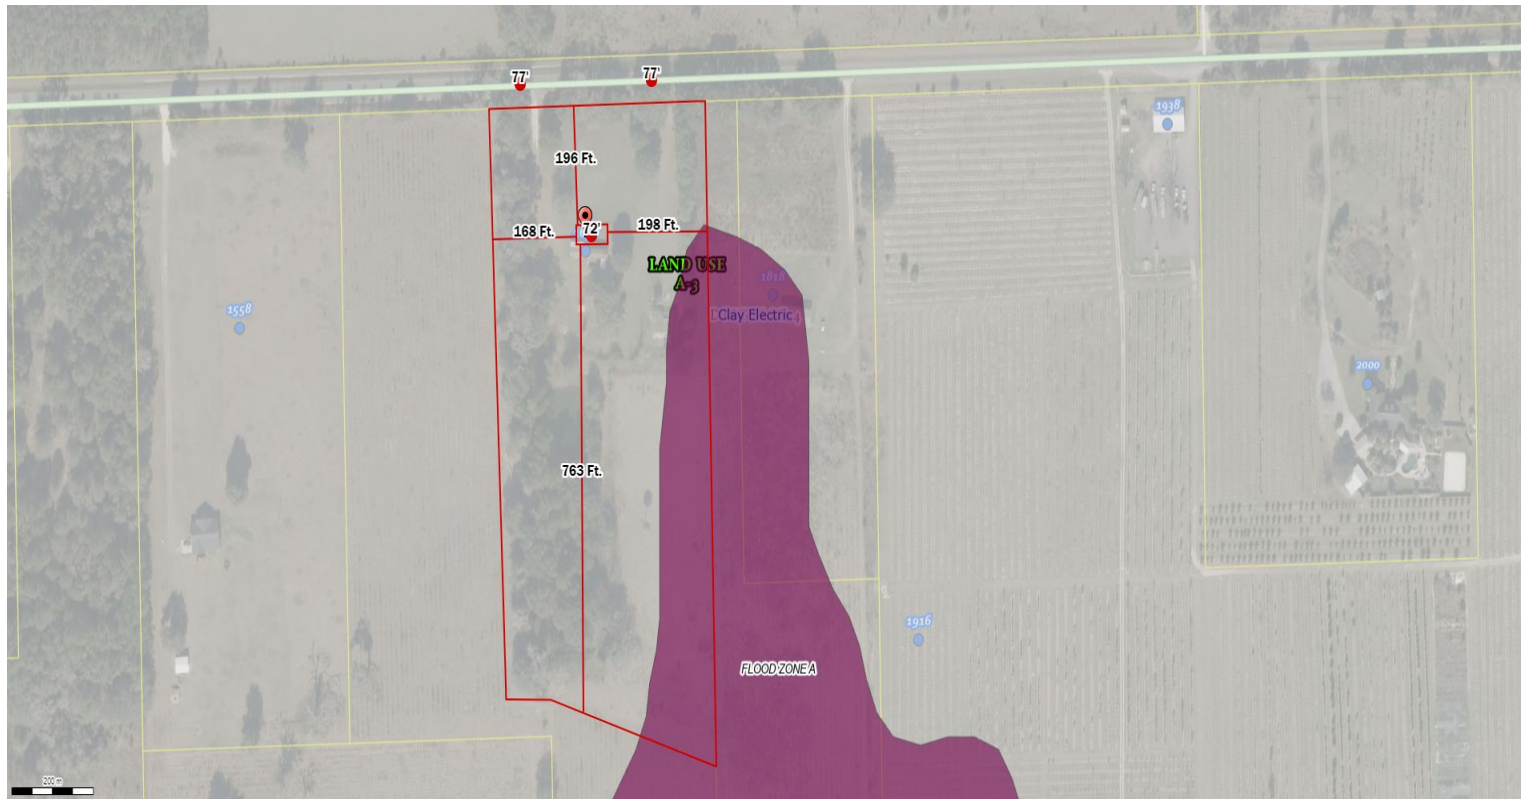 77'
77'
1938
196 Ft.
168 Ft.
72'
198 Ft.
LAND USE
A-3
1818
Clay Electric
1558
2000
763 Ft.
1916
FLOOD ZONE A